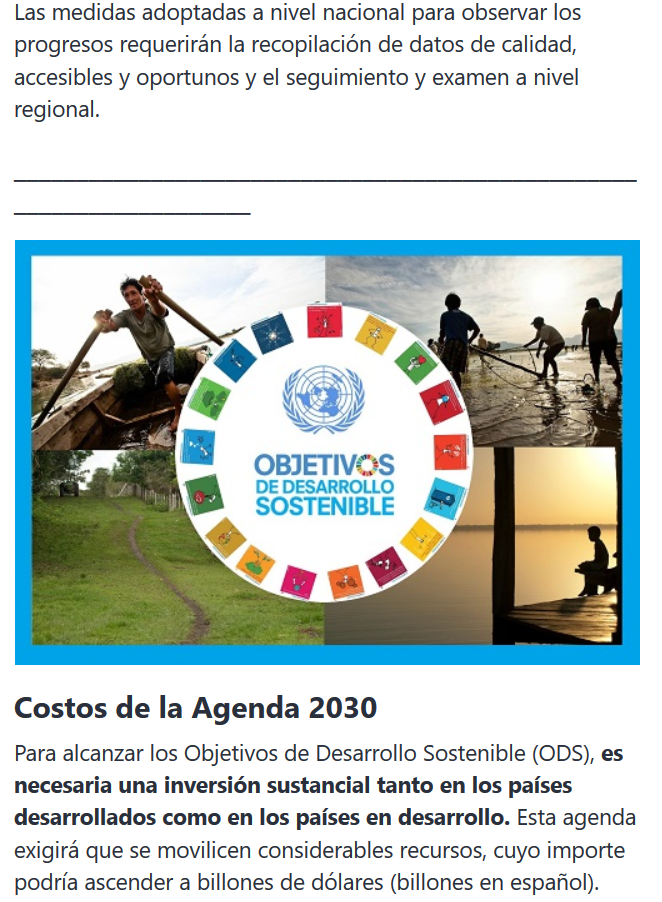 Las medidas adoptadas a nivel nacional para observar los
progresos requerirán la recopilación de datos de calidad,
accesibles y oportunos y el seguimiento y examen a nivel
regional.
OBJETIVOS
DE DESARROLLO
SOSTENIBLE
Costos de la Agenda 2030
Para alcanzar los Objetivos de Desarrollo Sostenible (ODS), es
necesaria una inversión sustancial tanto en los países
desarrollados como en los países en desarrollo. Esta agenda
exigirá que se movilicen considerables recursos, cuyo importe
podría ascender a billones de dólares (billones en español).